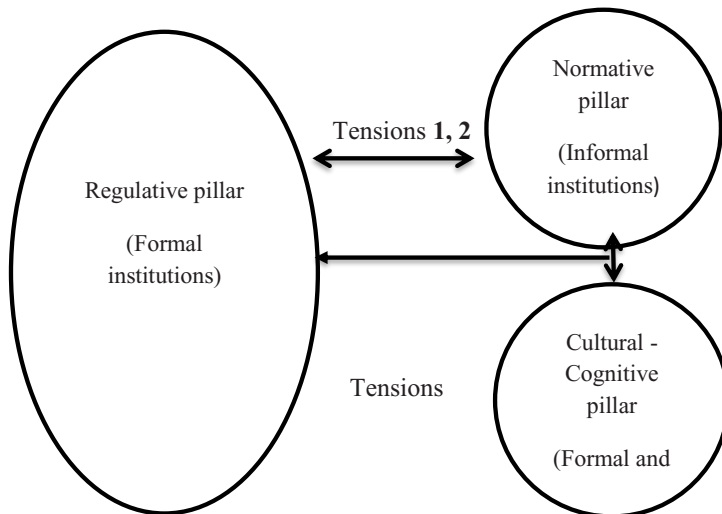 Normative
pillar
(Informal
institutions)
Tensions 1, 2
Regulative pillar
(Formal
institutions)
Cultural -
Cognitive
pillar
(Formal and
Tensions